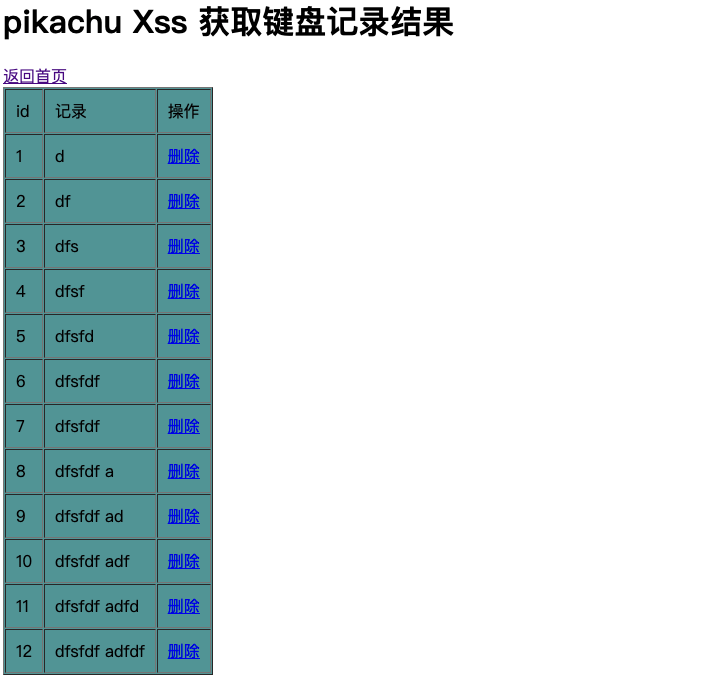 pikachu Xss 获取键盘记录结果
返回首页
id 记录 操作
1 d 删除
2 df 删除
3 dfs 删除
4 dfsf 删除
5 dfsfd 删除
6 dfsfdf 删除
7 dfsfdf 删除
8 dfsfdf a 删除
9 dfsfdf ad 删除
10 dfsfdf adf 删除
11 dfsfdf adfd 删除
12 dfsfdf adfdf 删除